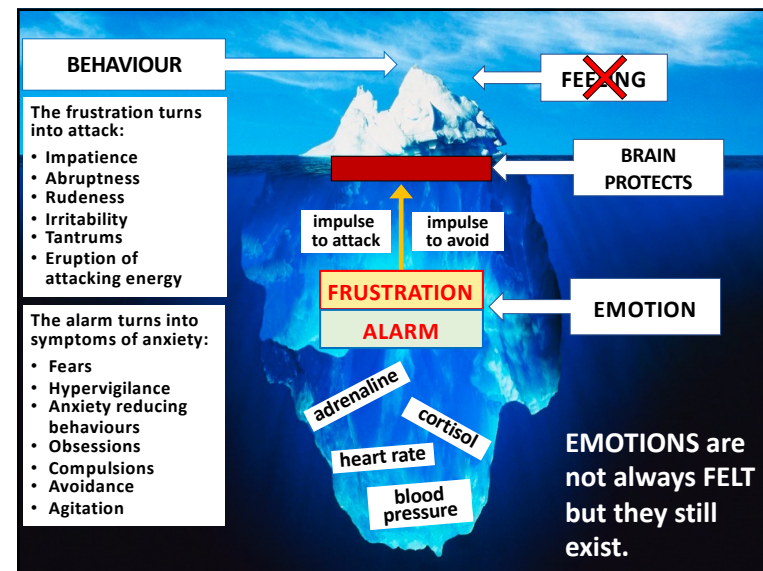 BEHAVIOUR
FEELING
The frustration turns
into attack:
• Impatience
• Abruptness
• Rudeness
• Irritability
• Tantrums
• Eruption of
attacking energy
BRAIN
PROTECTS
impulse
to attack
impulse
to avoid
FRUSTRATION
ALARM
EMOTION
The alarm turns into
symptoms of anxiety:
• Fears
• Hypervigilance
• Anxiety reducing
behaviours
• Obsessions
• Compulsions
• Avoidance
• Agitation
adrenaline
cortisol
heart rate
blood
pressure
EMOTIONS are
not always FELT
but they still
exist.